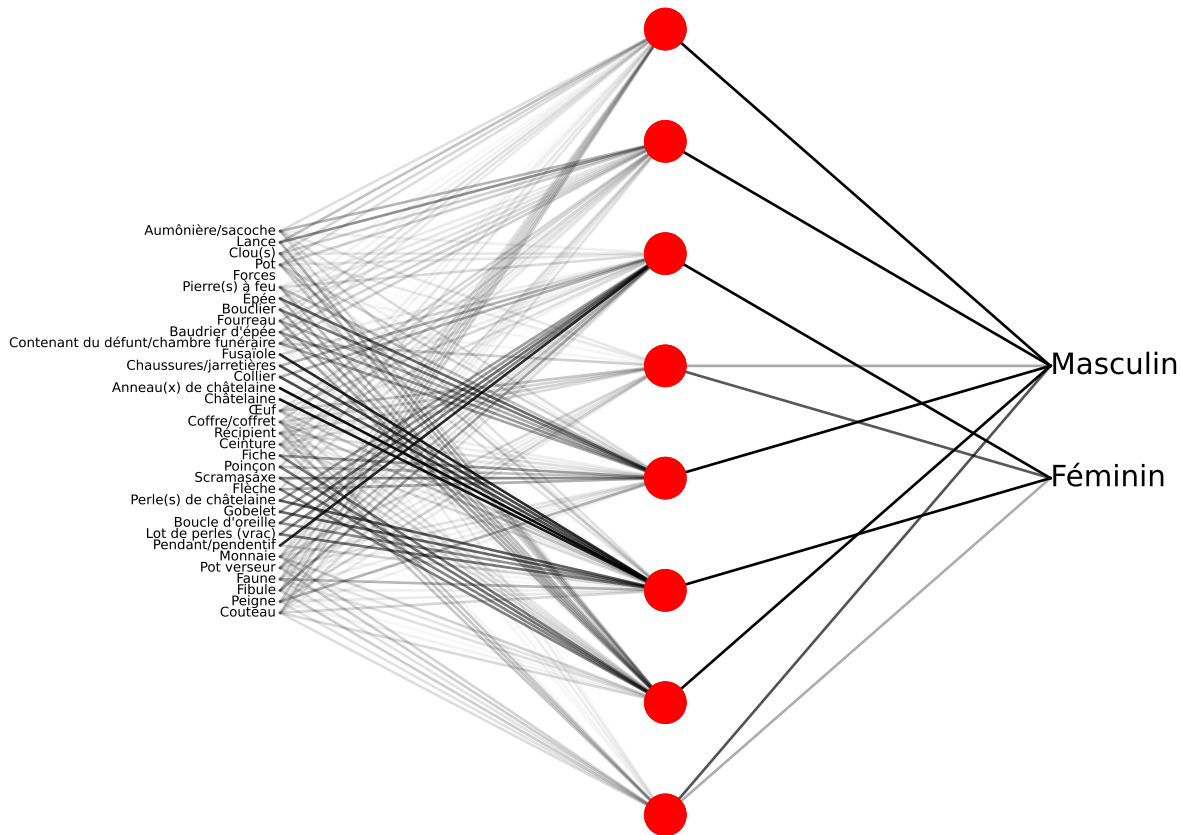 Aumônière/sacoche
Lance
Clou(s)
Pot
Forces
Pierre(s) à feu
Épée
Bouclier
Fourreau
Baudrier d'épée
Contenant du défunt/chambre funéraire
Fusaïole
Chaussures/jarretières
Collier
Anneau(x) de châtelaine
Châtelaine
Œuf
Coffre/coffret
Récipient
Ceinture
Fiche
Poinçon
Scramasaxe
Flèche
Perle(s) de châtelaine
Gobelet
Boucle d'oreille
Lot de perles (vrac)
Pendant/pendentif
Monnaie
Pot verseur
Faune
Fibule
Peigne
Couteau
Masculin
Féminin